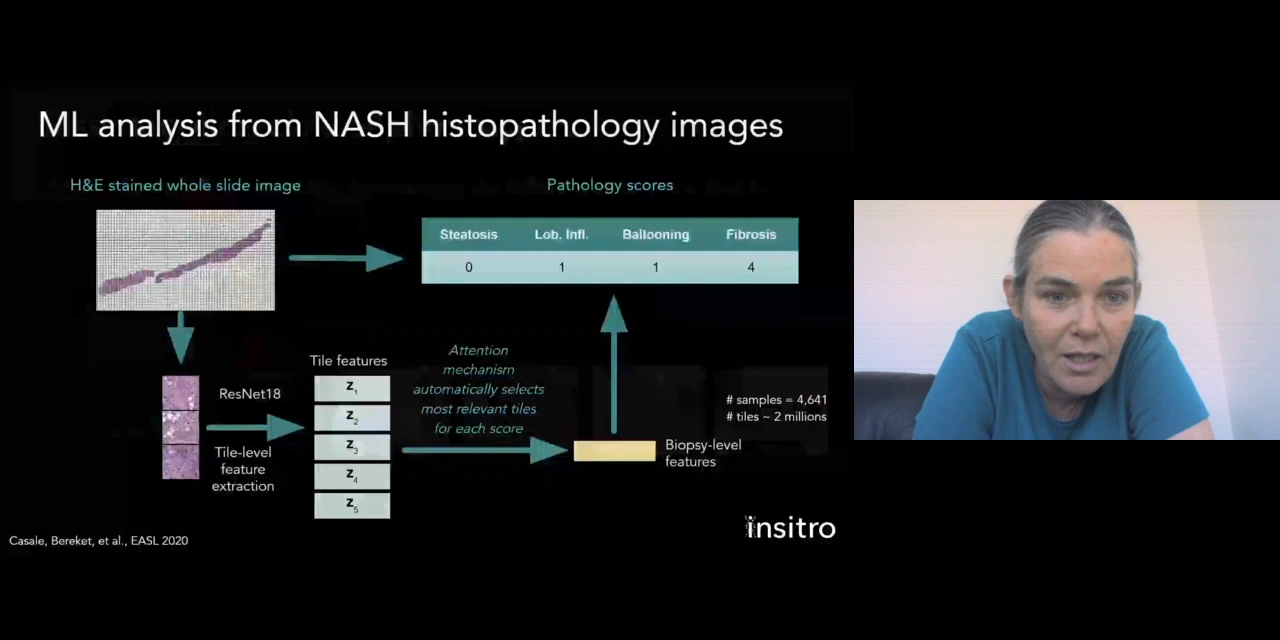 ML analysis from NASH histopathology images
H&E stained whole slide image
Pathology scores
Steatosis Lob. Infl. Ballooning Fibrosis
0 1 1 4
Tile features
ResNet18
Tile-level
feature
extraction
z1
z2
z3
z4
z5
Attention
mechanism
automatically selects
most relevant tiles
for each score
# samples = 4,641
# tiles ~ 2 millions
Biopsy-level
features
insitro
Casale, Bereket, et al., EASL 2020